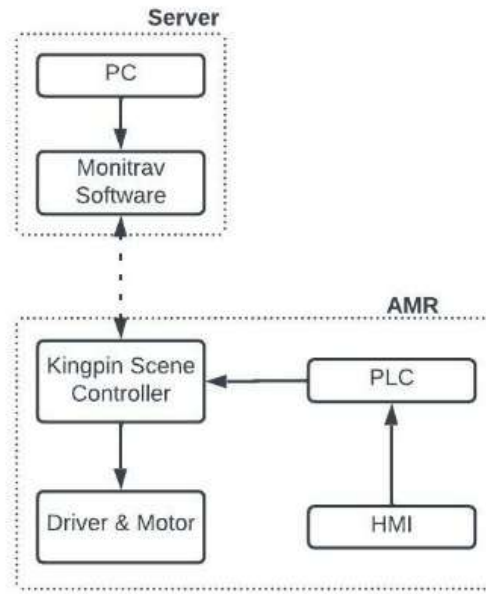 Server
PC
Monitrav
Software
AMR
Kingpin Scene
Controller
PLC
Driver & Motor
HMI